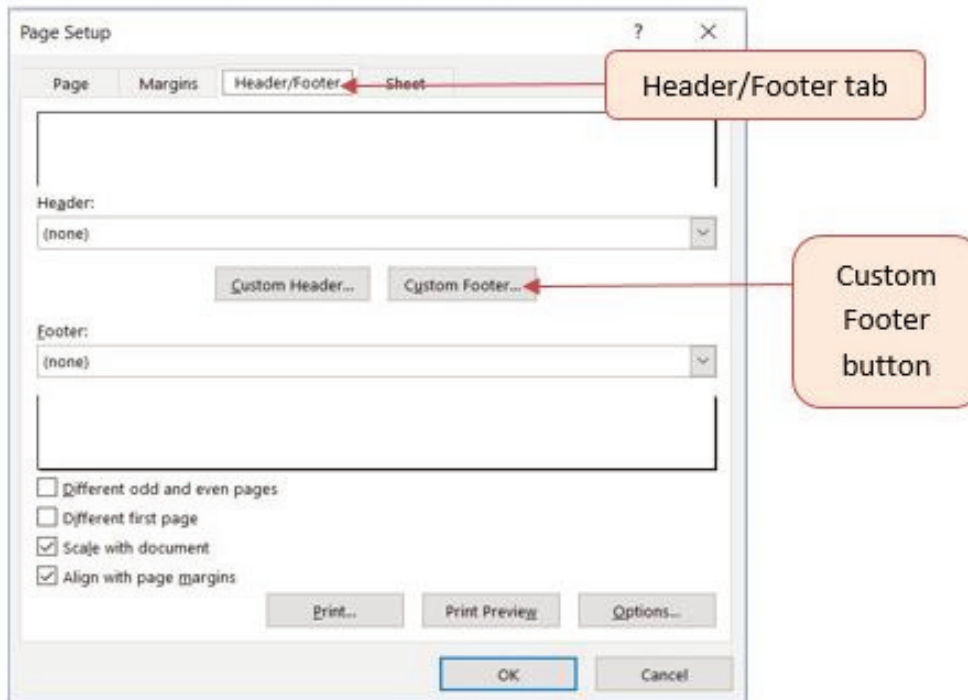 Page Setup
? ×
Page Margins Header/Footer Sheet
Header/Footer tab
Header:
(none)
Custom Header... Custom Footer...
Custom
Footer
button
Footer:
(none)
Different odd and even pages
Different first page
Scale with document
Align with page margins
Print... Print Preview Options...
OK Cancel